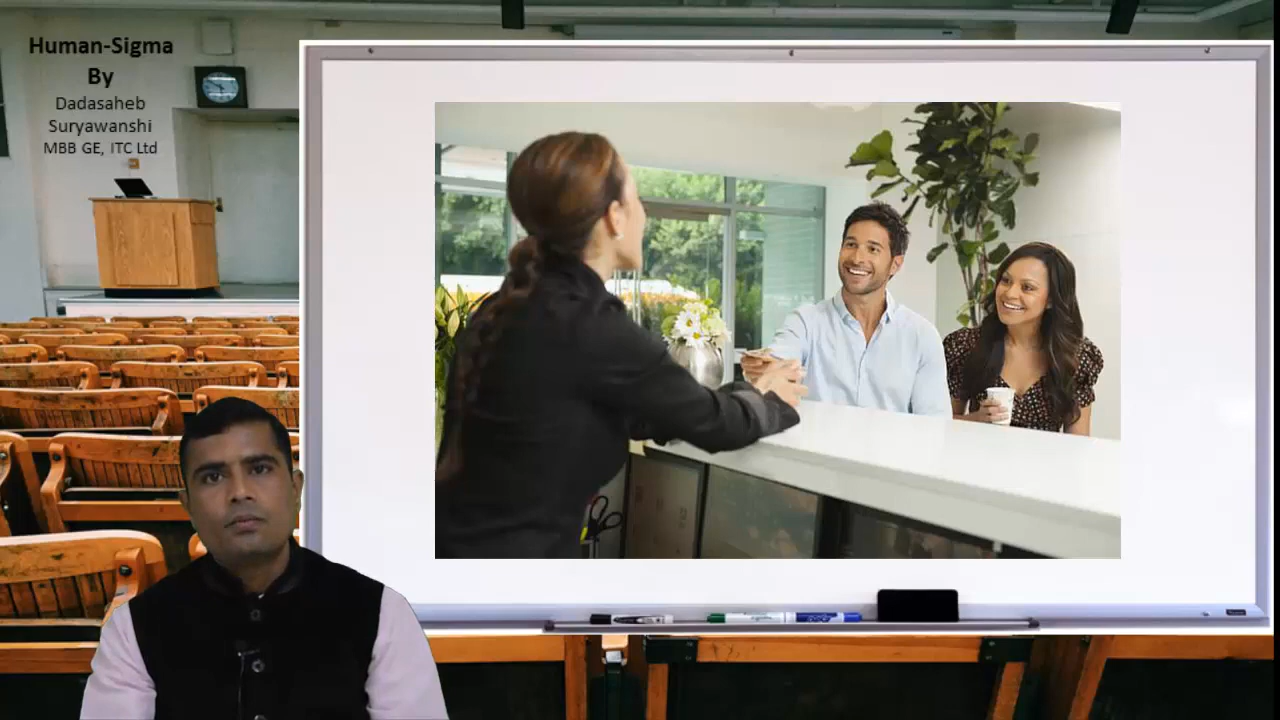 Human-Sigma
By
Dadasaheb
Suryawanshi
MBB GE, ITC Ltd